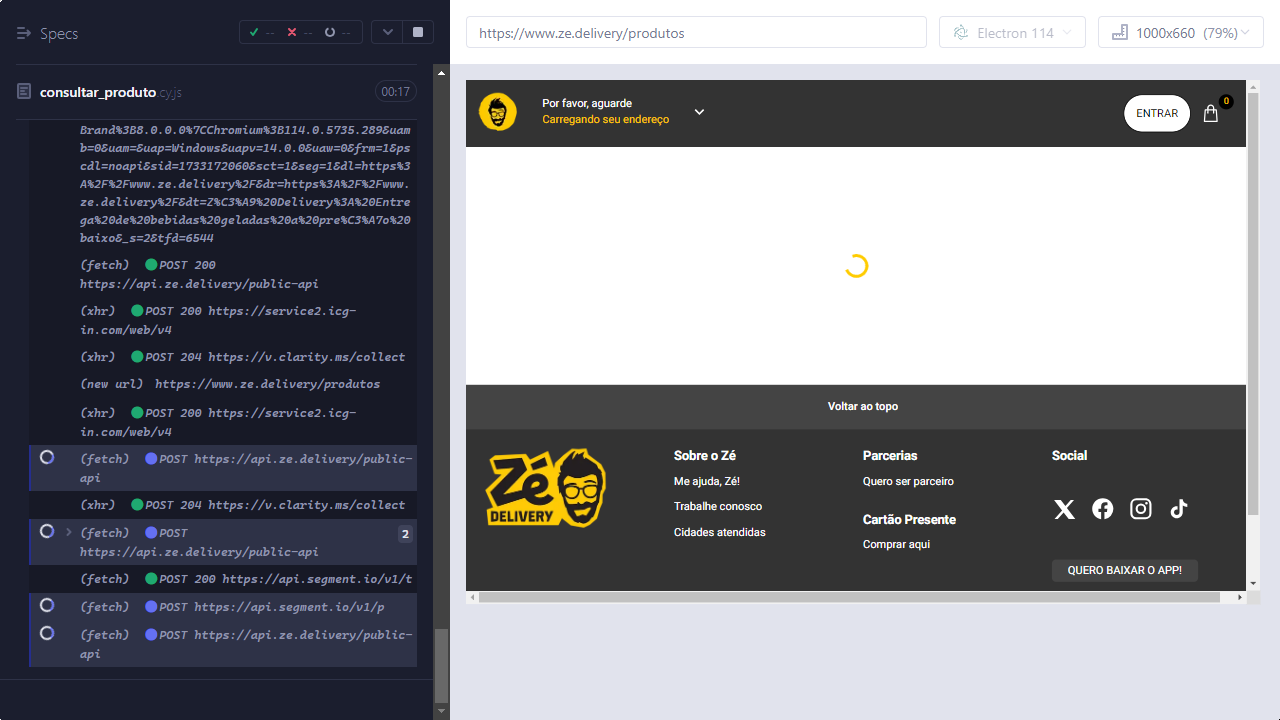 Specs
-- -- --
consultar_produto.cy.js
00:17
Brand%3B8.0.0.0%7CChromium%3B114.0.5735.289&uam
b=0&uam=&uap=Windows&uapv=14.0.0&uaw=0&frm=1&ps
cdl=noapi&sid=1733172060&sct=1&seg=1&dl=https%3
A%2F%2Fwww.ze.delivery%2F&dr=https%3A%2F%2Fwww.
ze.delivery%2F&dt=Z%C3%A9%20Delivery%3A%20Entre
ga%20de%20bebidas%20geladas%20a%20pre%C3%A7o%20
baixo&_s=2&tfd=6544
(fetch) POST 200
https://api.ze.delivery/public-api
(xhr) POST 200 https://service2.icg-
in.com/web/v4
(xhr) POST 204 https://v.clarity.ms/collect
(new url) https://www.ze.delivery/produtos
(xhr) POST 200 https://service2.icg-
in.com/web/v4
(fetch) POST https://api.ze.delivery/public-
api
(xhr) POST 204 https://v.clarity.ms/collect
(fetch) POST 2
https://api.ze.delivery/public-api
(fetch) POST 200 https://api.segment.io/v1/t
(fetch) POST https://api.segment.io/v1/p
(fetch) POST https://api.ze.delivery/public-
api
https://www.ze.delivery/produtos
Electron 114
1000x660 (79%)
Por favor, aguarde
Carregando seu endereço
ENTRAR
0
Voltar ao topo
Zé
DELIVERY
Sobre o Zé
Me ajuda, Zé!
Trabalhe conosco
Cidades atendidas
Parcerias
Quero ser parceiro
Cartão Presente
Comprar aqui
Social
QUERO BAIXAR O APP!